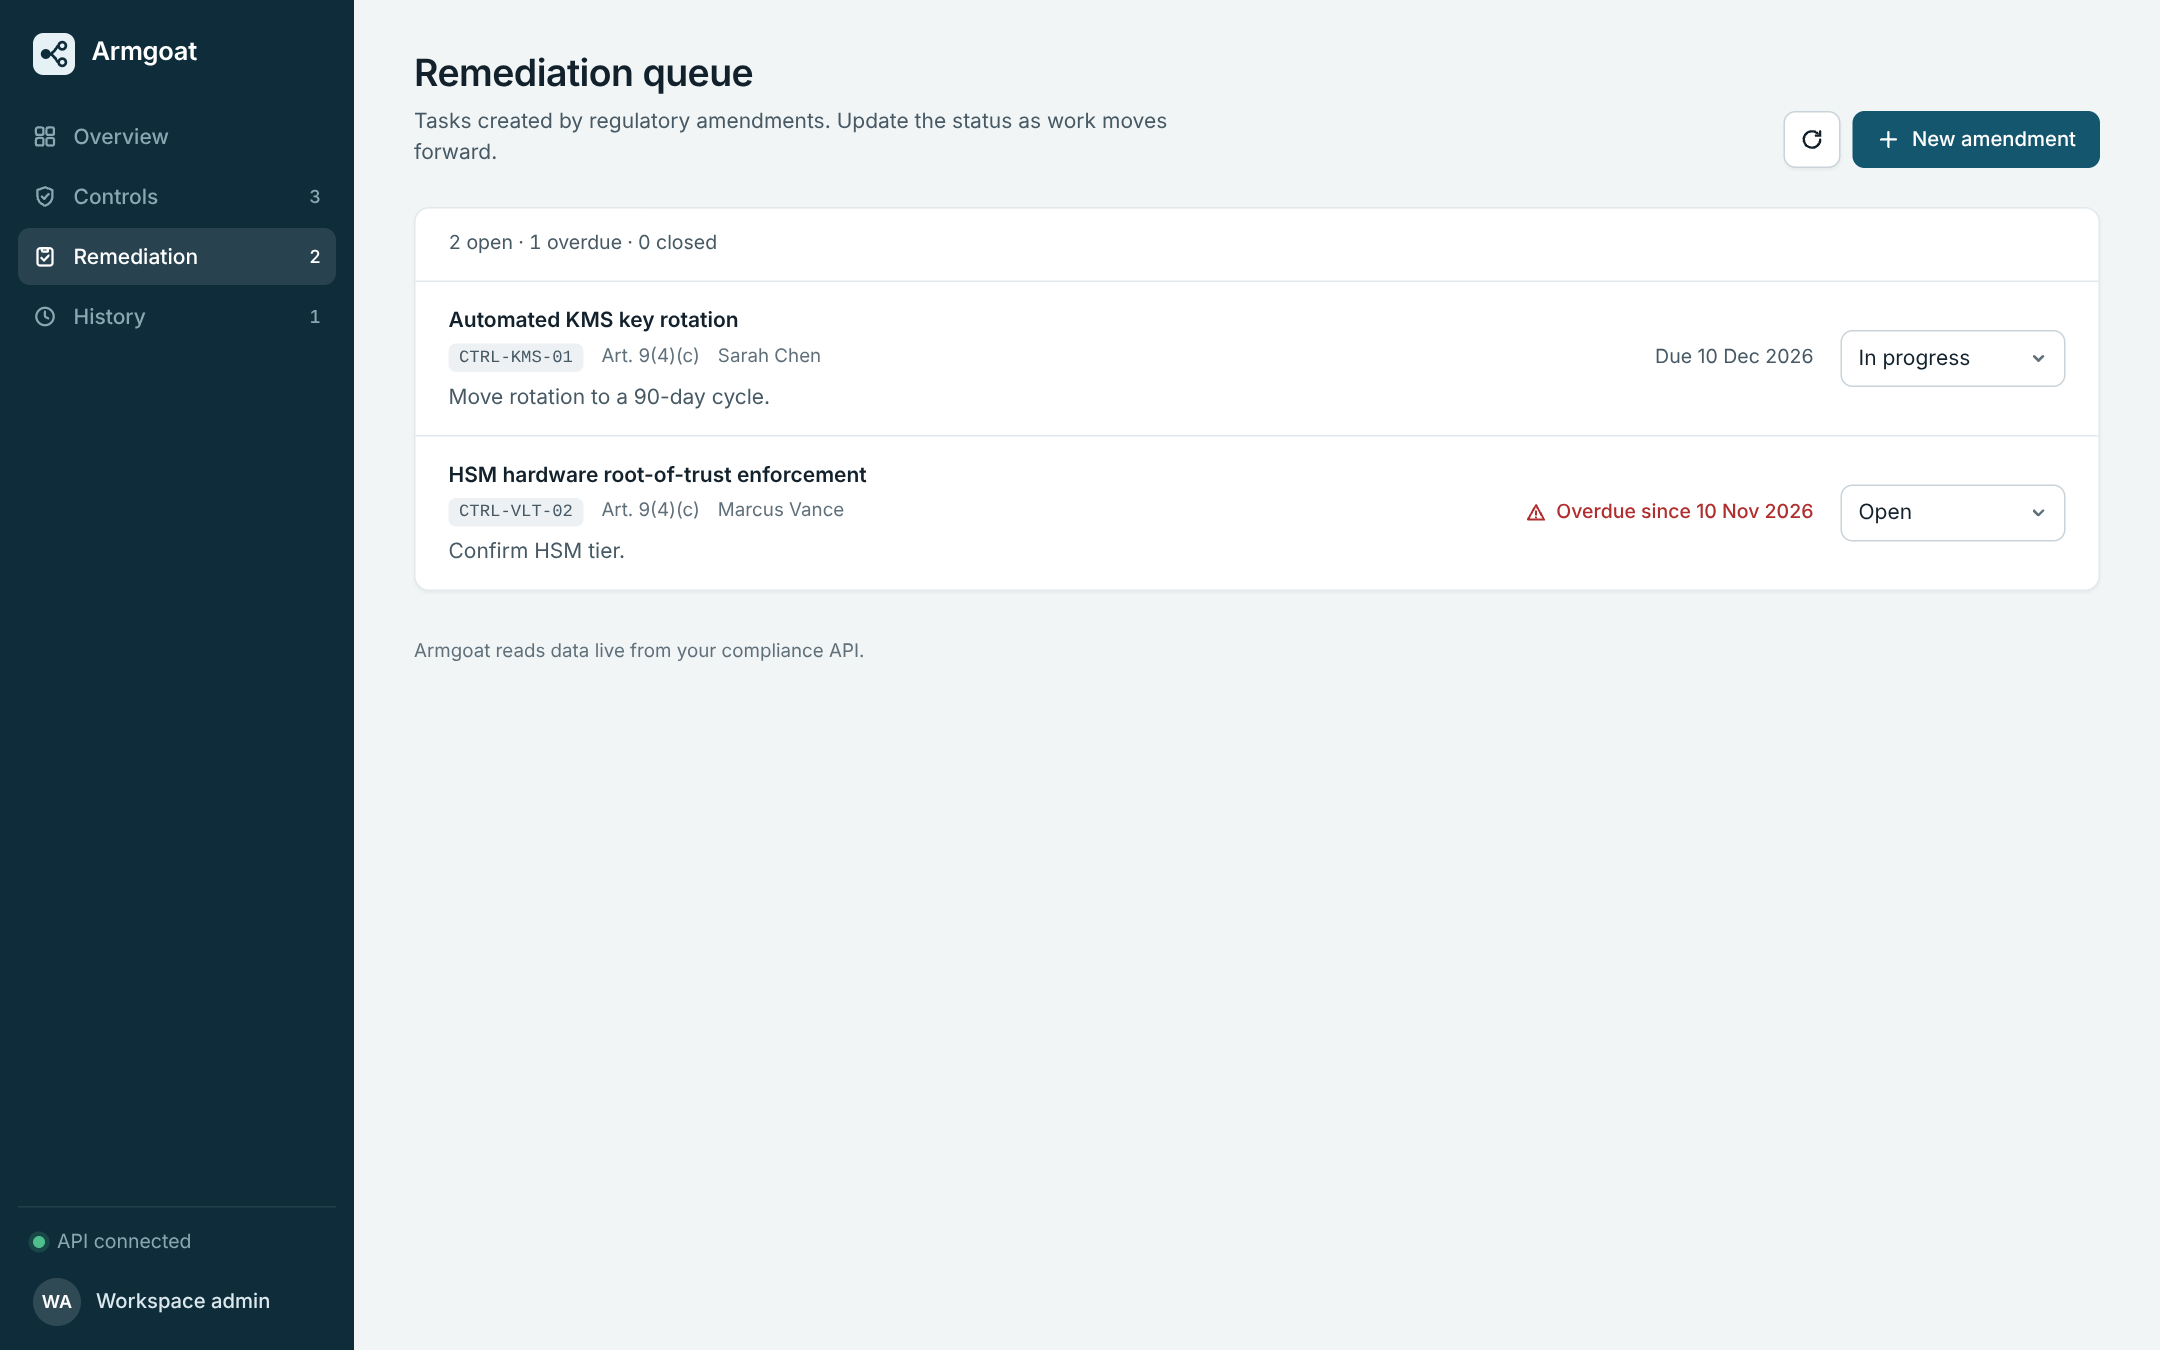 Armgoat
Overview
Controls 3
Remediation 2
History 1
API connected
WA Workspace admin
Remediation queue
Tasks created by regulatory amendments. Update the status as work moves
forward.
New amendment
2 open · 1 overdue · 0 closed
Automated KMS key rotation
CTRL-KMS-01 Art. 9(4)(c) Sarah Chen
Move rotation to a 90-day cycle.
Due 10 Dec 2026 In progress
HSM hardware root-of-trust enforcement
CTRL-VLT-02 Art. 9(4)(c) Marcus Vance
Confirm HSM tier.
Overdue since 10 Nov 2026 Open
Armgoat reads data live from your compliance API.